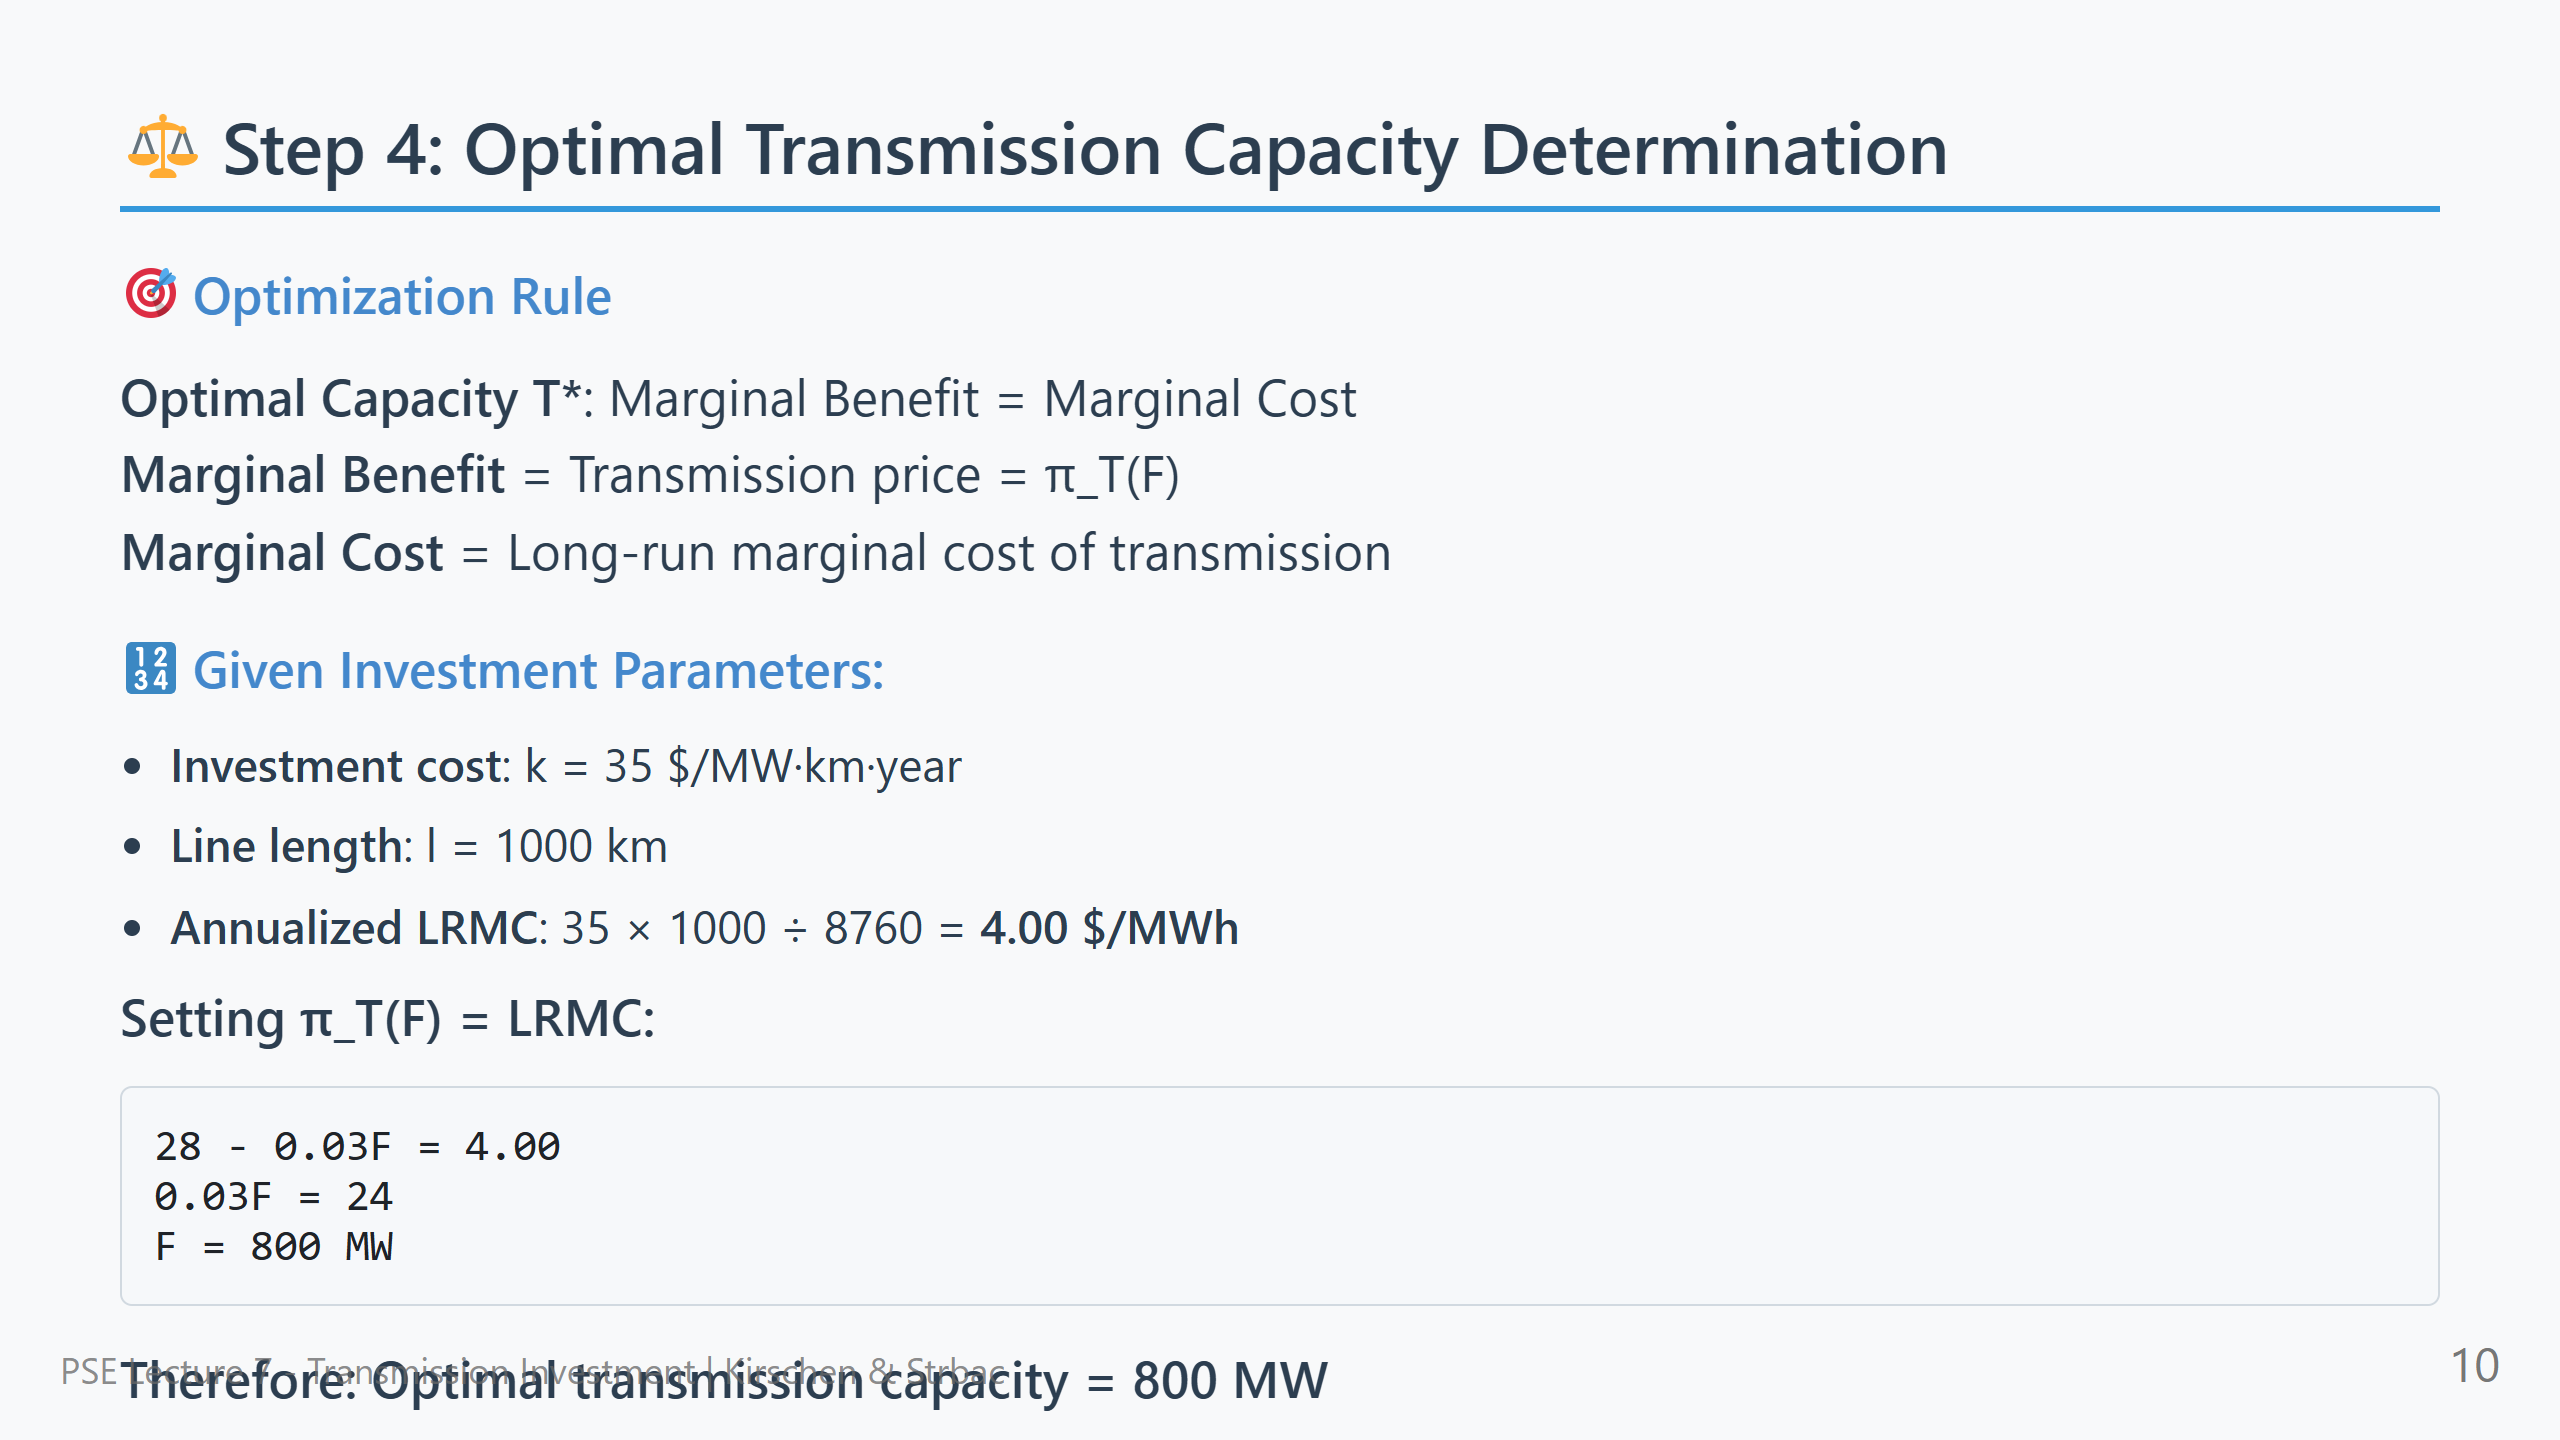 Step 4: Optimal Transmission Capacity Determination
Optimization Rule
Optimal Capacity T*: Marginal Benefit = Marginal Cost
Marginal Benefit = Transmission price = π_T(F)
Marginal Cost = Long-run marginal cost of transmission
Given Investment Parameters:
• Investment cost: k = 35 $/MW·km·year
• Line length: l = 1000 km
• Annualized LRMC: 35 × 1000 ÷ 8760 = 4.00 $/MWh
Setting π_T(F) = LRMC:
28 - 0.03F = 4.00
0.03F = 24
F = 800 MW
Therefore: Optimal transmission capacity = 800 MW
PSE Lecture 7 - Transmission Investment | Kirschen & Strbac
10